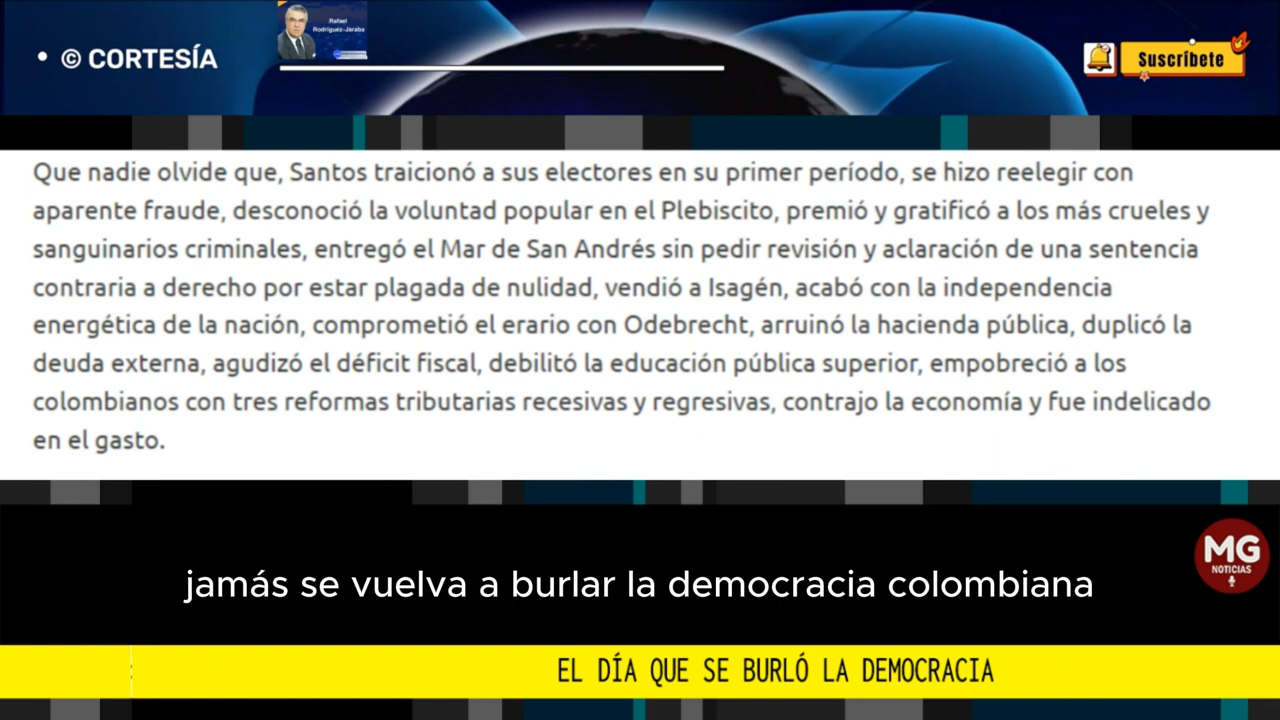 • © CORTESÍA
Rafael
Rodríguez-Jaraba
Suscríbete
Que nadie olvide que, Santos traicionó a sus electores en su primer período, se hizo reelegir con
aparente fraude, desconoció la voluntad popular en el Plebiscito, premió y gratificó a los más crueles y
sanguinarios criminales, entregó el Mar de San Andrés sin pedir revisión y aclaración de una sentencia
contraria a derecho por estar plagada de nulidad, vendió a Isagén, acabó con la independencia
energética de la nación, comprometió el erario con Odebrecht, arruinó la hacienda pública, duplicó la
deuda externa, agudizó el déficit fiscal, debilitó la educación pública superior, empobreció a los
colombianos con tres reformas tributarias recesivas y regresivas, contrajo la economía y fue indelicado
en el gasto.
MG
NOTICIAS
jamás se vuelva a burlar la democracia colombiana
EL DÍA QUE SE BURLÓ LA DEMOCRACIA